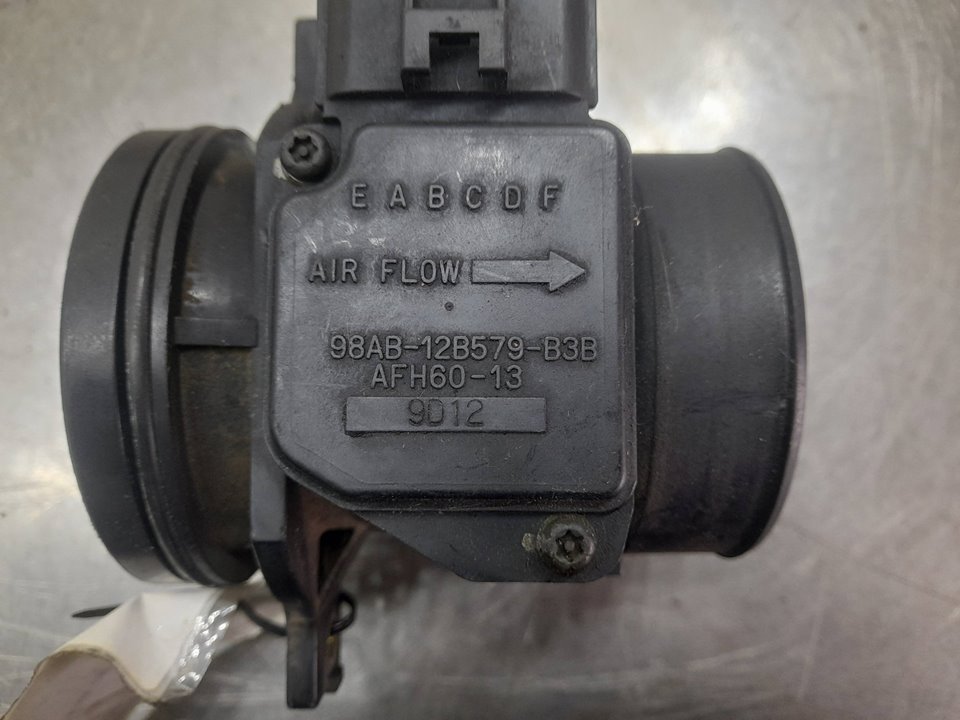 E A B C D F
AIR FLOW
98AB-12B579-B3B
AFH60-13
9D12